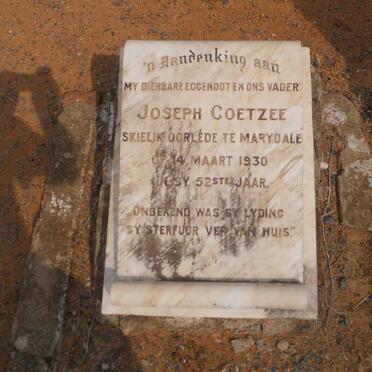 'n Aandenking aan
MY DIERBARE EGGENOOT EN ONS VADER
JOSEPH COETZEE
SKIELIK OORLEDE TE MARYDALE
OP 14 MAART 1930
IN SY 52STE JAAR.
ONBEKEND WAS SY LYDING
SY STERFUUR VER VAN HUIS."